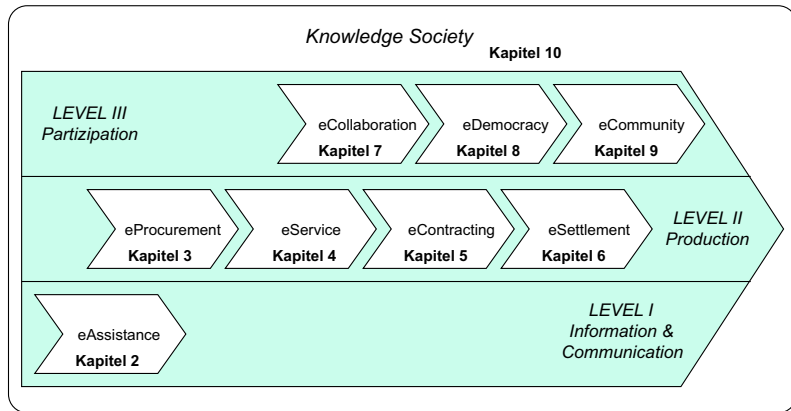 Knowledge Society
Kapitel 10
LEVEL III
Partizipation
eCollaboration
Kapitel 7
eDemocracy
Kapitel 8
eCommunity
Kapitel 9
eProcurement
Kapitel 3
eService
Kapitel 4
eContracting
Kapitel 5
eSettlement
Kapitel 6
LEVEL II
Production
eAssistance
Kapitel 2
LEVEL I
Information &
Communication